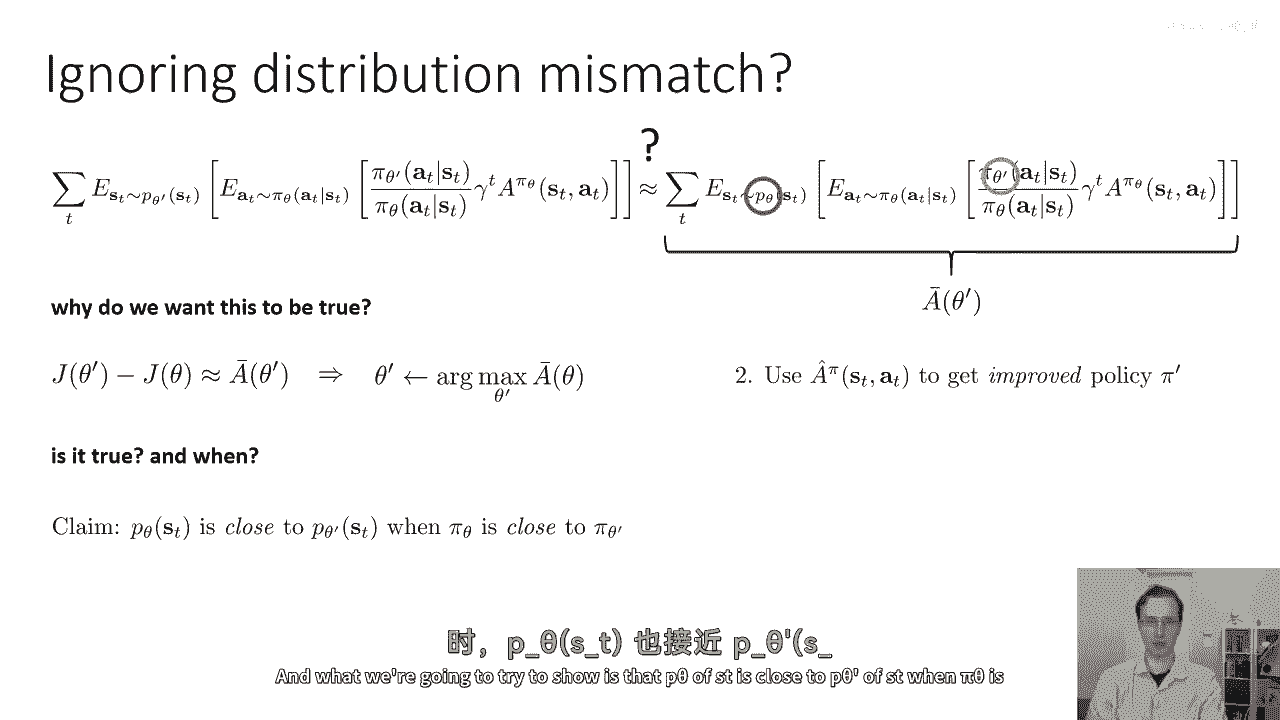 Ignoring distribution mismatch?
?
$\sum_t E_{\mathbf{s}_t \sim p_{\theta'}(\mathbf{s}_t)} \left[ E_{\mathbf{a}_t \sim \pi_\theta(\mathbf{a}_t|\mathbf{s}_t)} \left[ \frac{\pi_{\theta'}(\mathbf{a}_t|\mathbf{s}_t)}{\pi_\theta(\mathbf{a}_t|\mathbf{s}_t)} \gamma^t A^{\pi_\theta}(\mathbf{s}_t, \mathbf{a}_t) \right] \right] \approx \sum_t E_{\mathbf{s}_t \sim p_\theta(\mathbf{s}_t)} \left[ E_{\mathbf{a}_t \sim \pi_\theta(\mathbf{a}_t|\mathbf{s}_t)} \left[ \frac{\pi_{\theta'}(\mathbf{a}_t|\mathbf{s}_t)}{\pi_\theta(\mathbf{a}_t|\mathbf{s}_t)} \gamma^t A^{\pi_\theta}(\mathbf{s}_t, \mathbf{a}_t) \right] \right]$
$\bar{A}(\theta')$
why do we want this to be true?
$J(\theta') - J(\theta) \approx \bar{A}(\theta') \Rightarrow \theta' \leftarrow \arg\max_{\theta'} \bar{A}(\theta)$
2. Use $\hat{A}^\pi(\mathbf{s}_t, \mathbf{a}_t)$ to get improved policy $\pi'$
is it true? and when?
Claim: $p_\theta(\mathbf{s}_t)$ is close to $p_{\theta'}(\mathbf{s}_t)$ when $\pi_\theta$ is close to $\pi_{\theta'}$
时，p_θ(s_t) 也接近 p_θ'(s_
And what we're going to try to show is that pθ of st is close to pθ' of st when πθ is